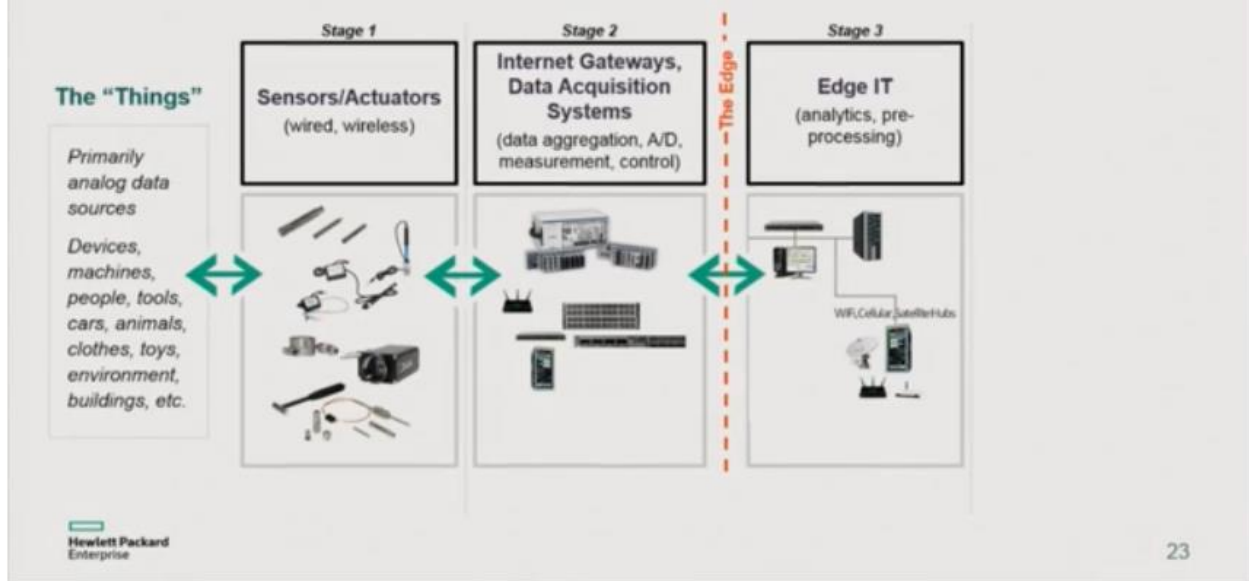 Stage 1
Stage 2
Stage 3
The "Things"
Primarily
analog data
sources
Devices,
machines,
people, tools,
cars, animals,
clothes, toys,
environment,
buildings, etc.
Sensors/Actuators
(wired, wireless)
Internet Gateways,
Data Acquisition
Systems
(data aggregation, A/D,
measurement, control)
The Edge
Edge IT
(analytics, pre-
processing)
WiFi,Cellular,SatelliteHubs
Hewlett Packard
Enterprise
23